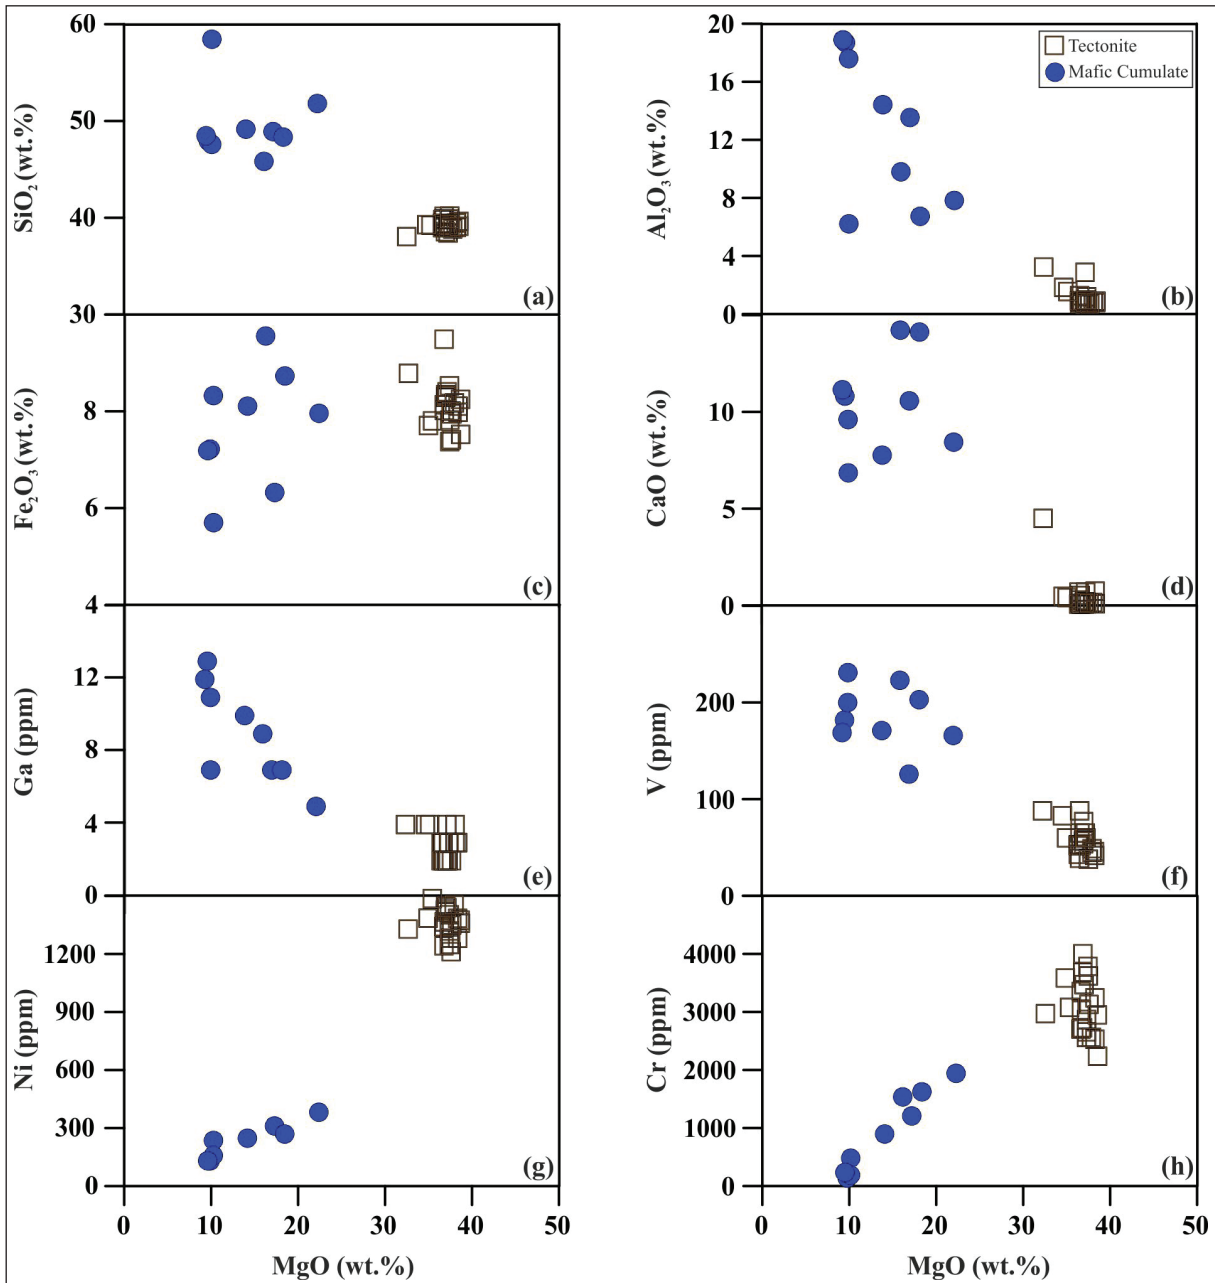 60
50
40
30
SiO₂ (wt.%)
(a)
20
16
12
8
4
0
Al₂O₃ (wt.%)
Tectonite
Mafic Cumulate
(b)
8
6
4
Fe₂O₃ (wt.%)
(c)
10
5
0
CaO (wt.%)
(d)
12
8
4
0
Ga (ppm)
(e)
200
100
0
V (ppm)
(f)
1200
900
600
300
0
Ni (ppm)
(g)
4000
3000
2000
1000
0
Cr (ppm)
(h)
0 10 20 30 40 50
MgO (wt.%)
0 10 20 30 40 50
MgO (wt.%)